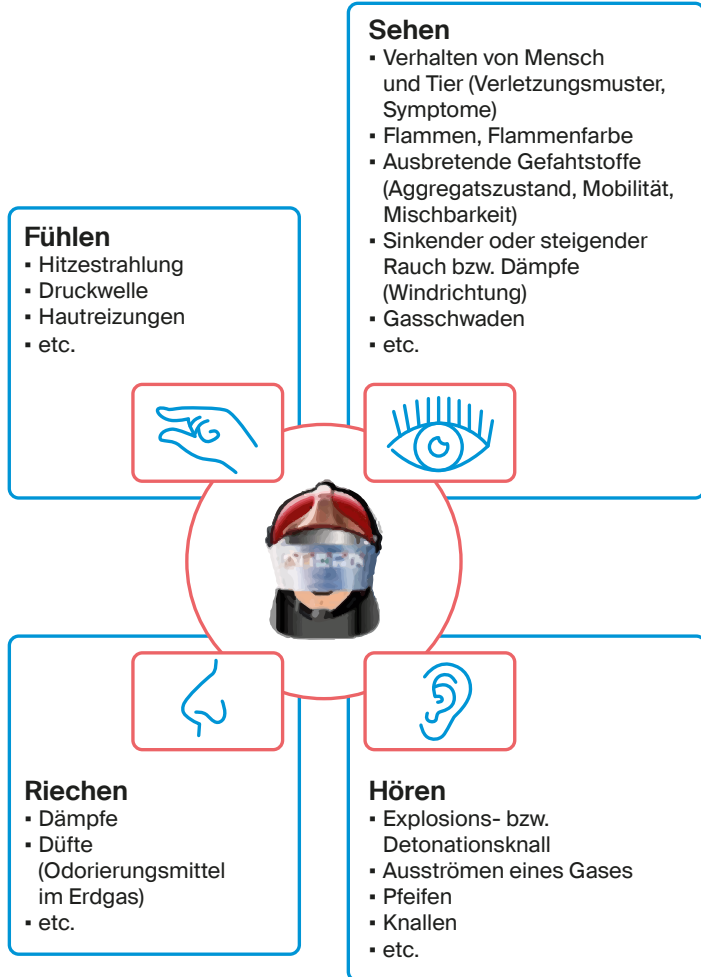 Sehen
▪ Verhalten von Mensch
und Tier (Verletzungsmuster,
Symptome)
▪ Flammen, Flammenfarbe
▪ Ausbretende Gefahtstoffe
(Aggregatszustand, Mobilität,
Mischbarkeit)
▪ Sinkender oder steigender
Rauch bzw. Dämpfe
(Windrichtung)
▪ Gasschwaden
▪ etc.
Fühlen
▪ Hitzestrahlung
▪ Druckwelle
▪ Hautreizungen
▪ etc.
Riechen
▪ Dämpfe
▪ Düfte
(Odorierungsmittel
im Erdgas)
▪ etc.
Hören
▪ Explosions- bzw.
Detonationsknall
▪ Ausströmen eines Gases
▪ Pfeifen
▪ Knallen
▪ etc.